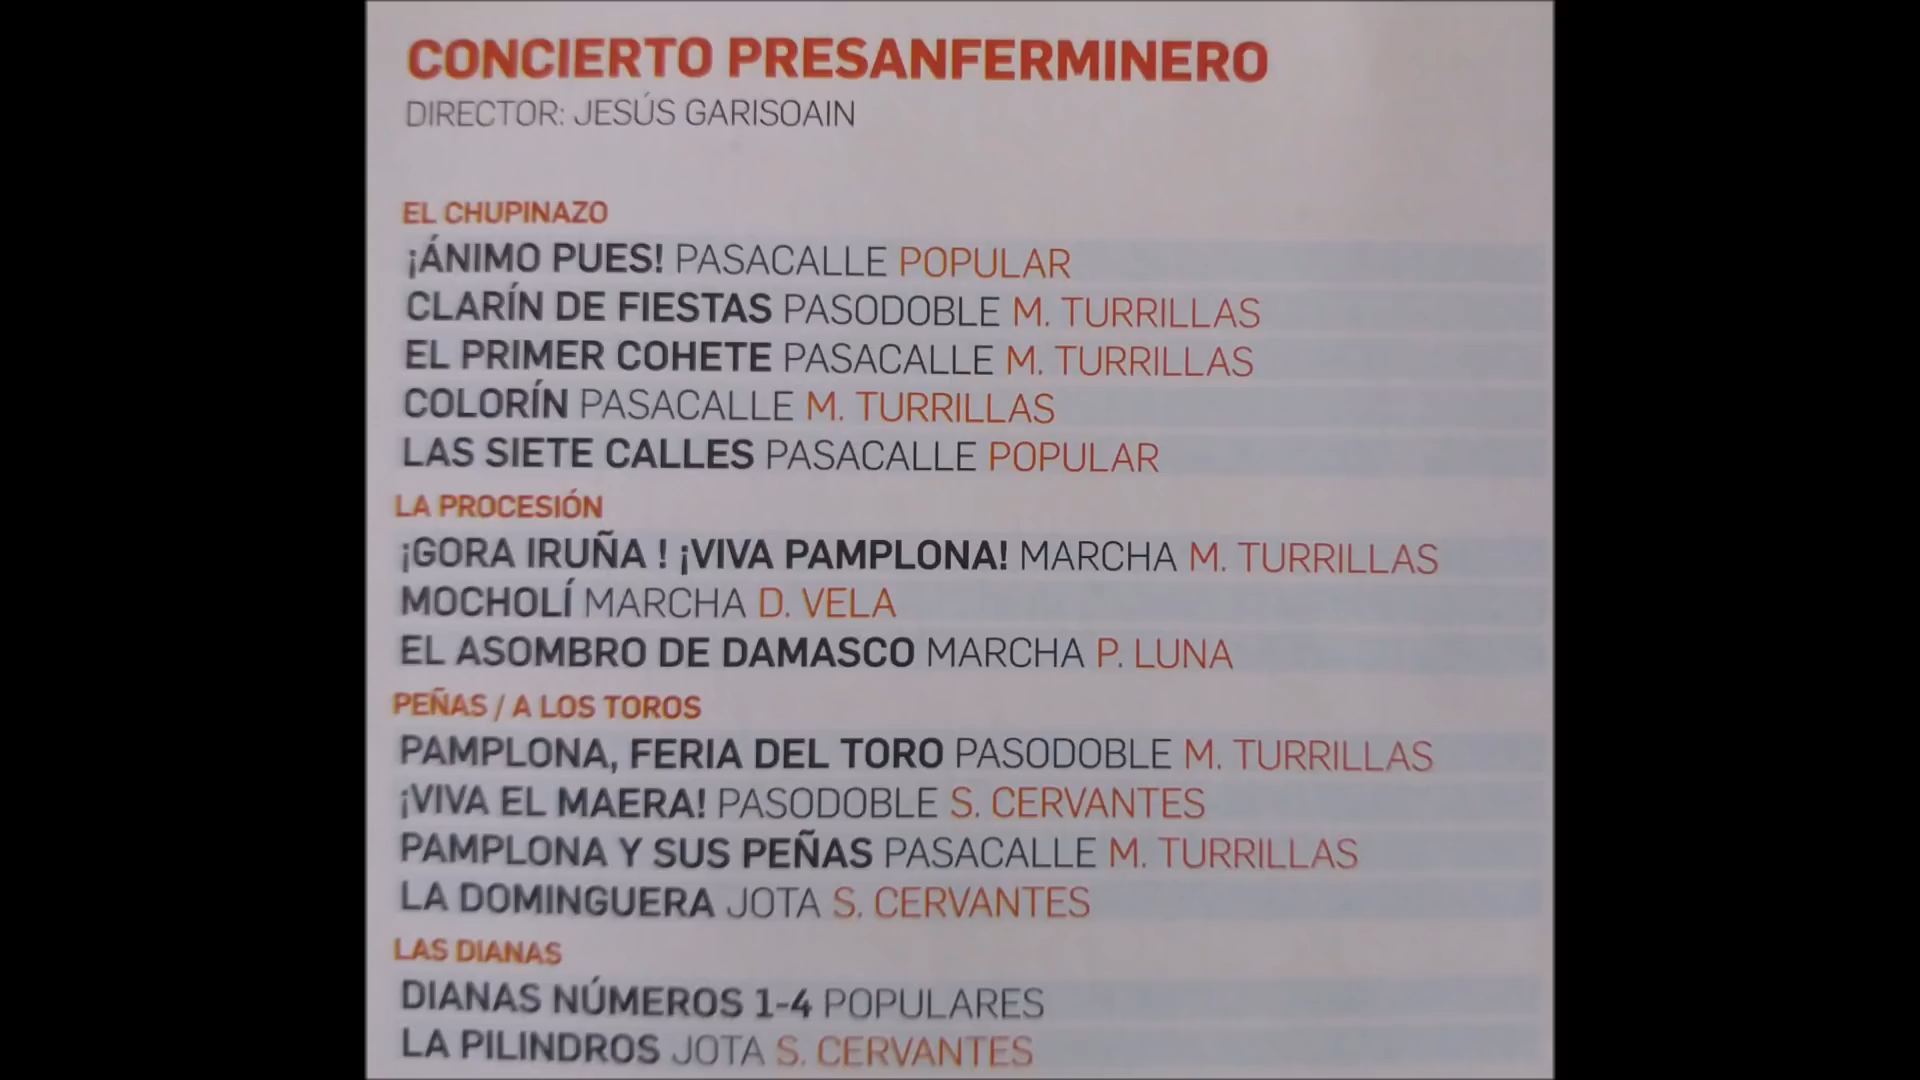 CONCIERTO PRESANFERMINERO
DIRECTOR: JESÚS GARISOAIN
EL CHUPINAZO
¡ÁNIMO PUES! PASACALLE POPULAR
CLARÍN DE FIESTAS PASODOBLE M. TURRILLAS
EL PRIMER COHETE PASACALLE M. TURRILLAS
COLORÍN PASACALLE M. TURRILLAS
LAS SIETE CALLES PASACALLE POPULAR
LA PROCESIÓN
¡GORA IRUÑA ! ¡VIVA PAMPLONA! MARCHA M. TURRILLAS
MOCHOLÍ MARCHA D. VELA
EL ASOMBRO DE DAMASCO MARCHA P. LUNA
PEÑAS / A LOS TOROS
PAMPLONA, FERIA DEL TORO PASODOBLE M. TURRILLAS
¡VIVA EL MAERA! PASODOBLE S. CERVANTES
PAMPLONA Y SUS PEÑAS PASACALLE M. TURRILLAS
LA DOMINGUERA JOTA S. CERVANTES
LAS DIANAS
DIANAS NÚMEROS 1-4 POPULARES
LA PILINDROS JOTA S. CERVANTES